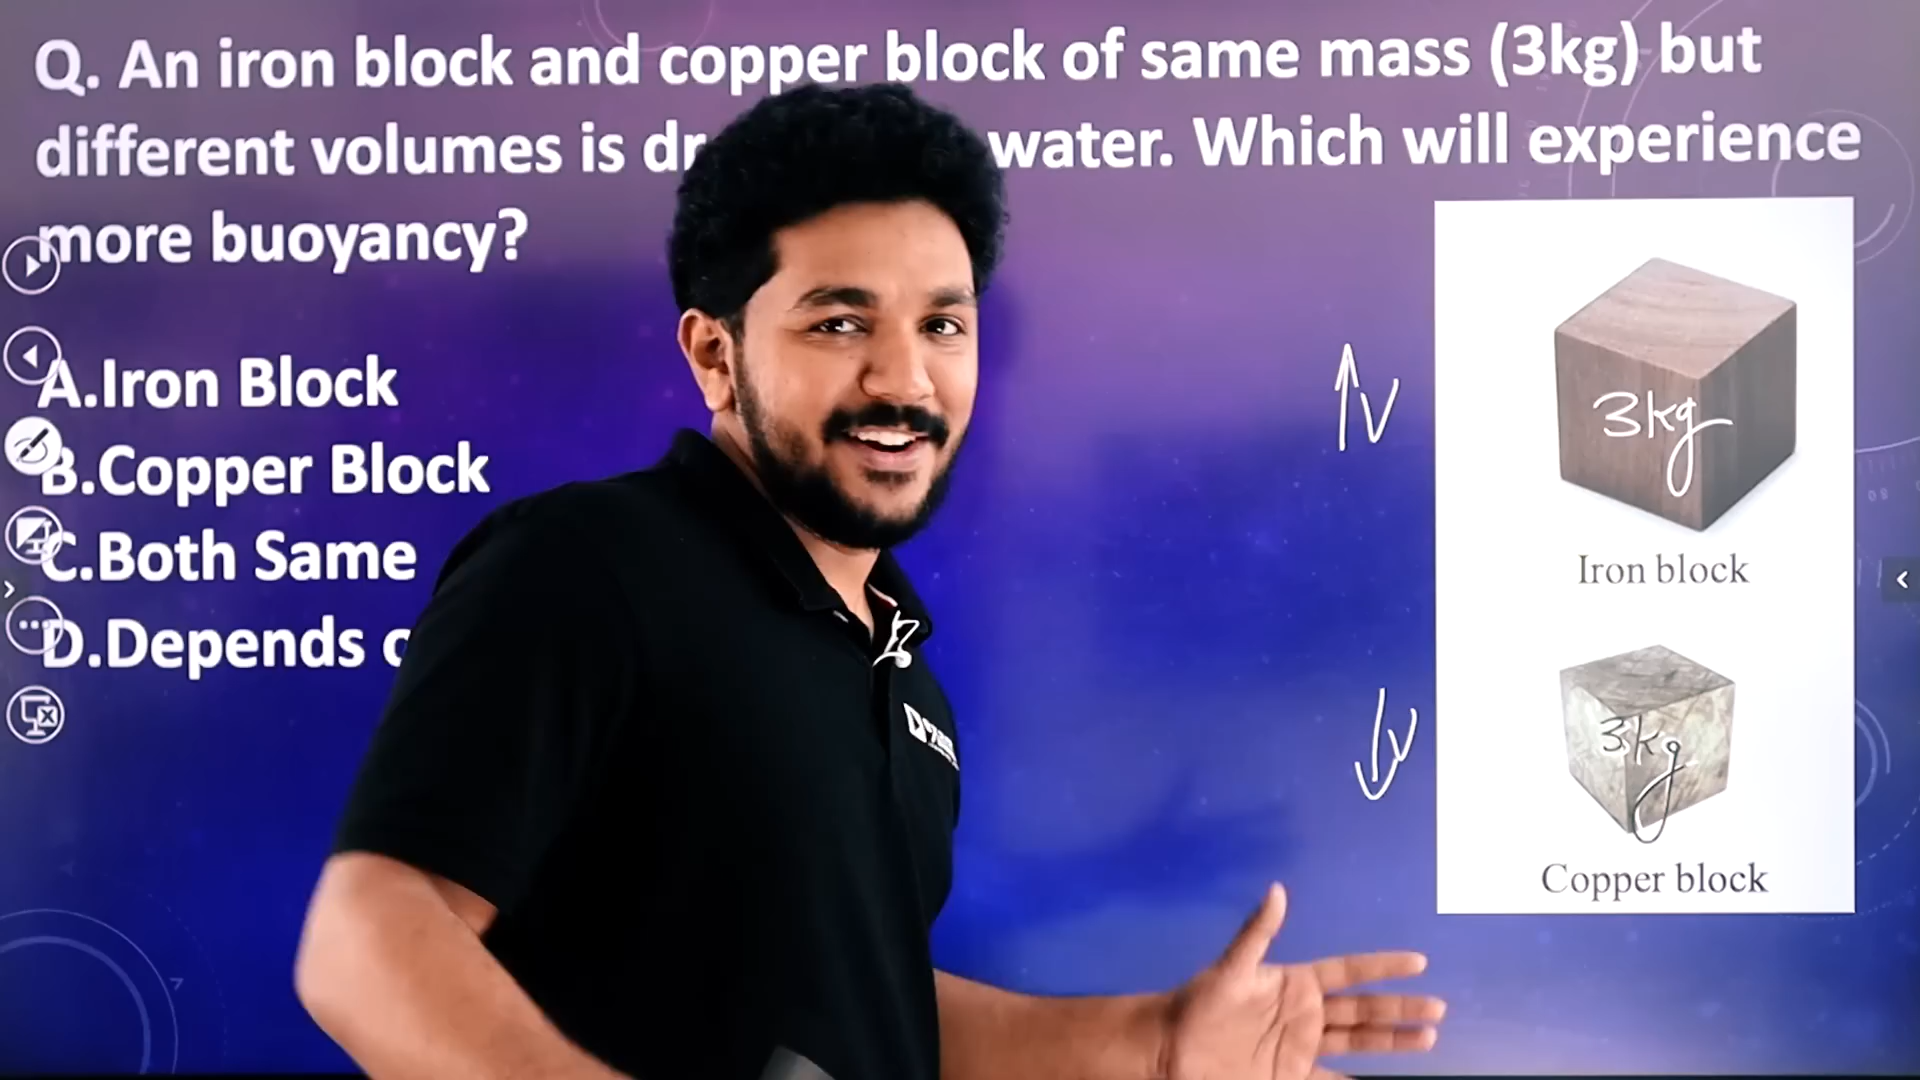 Q. An iron block and copper block of same mass (3kg) but
different volumes is water. Which will experience
more buoyancy?
A.Iron Block
B.Copper Block
C.Both Same
D.Depends
↑V
3kg
Iron block
↓V
3kg
Copper block